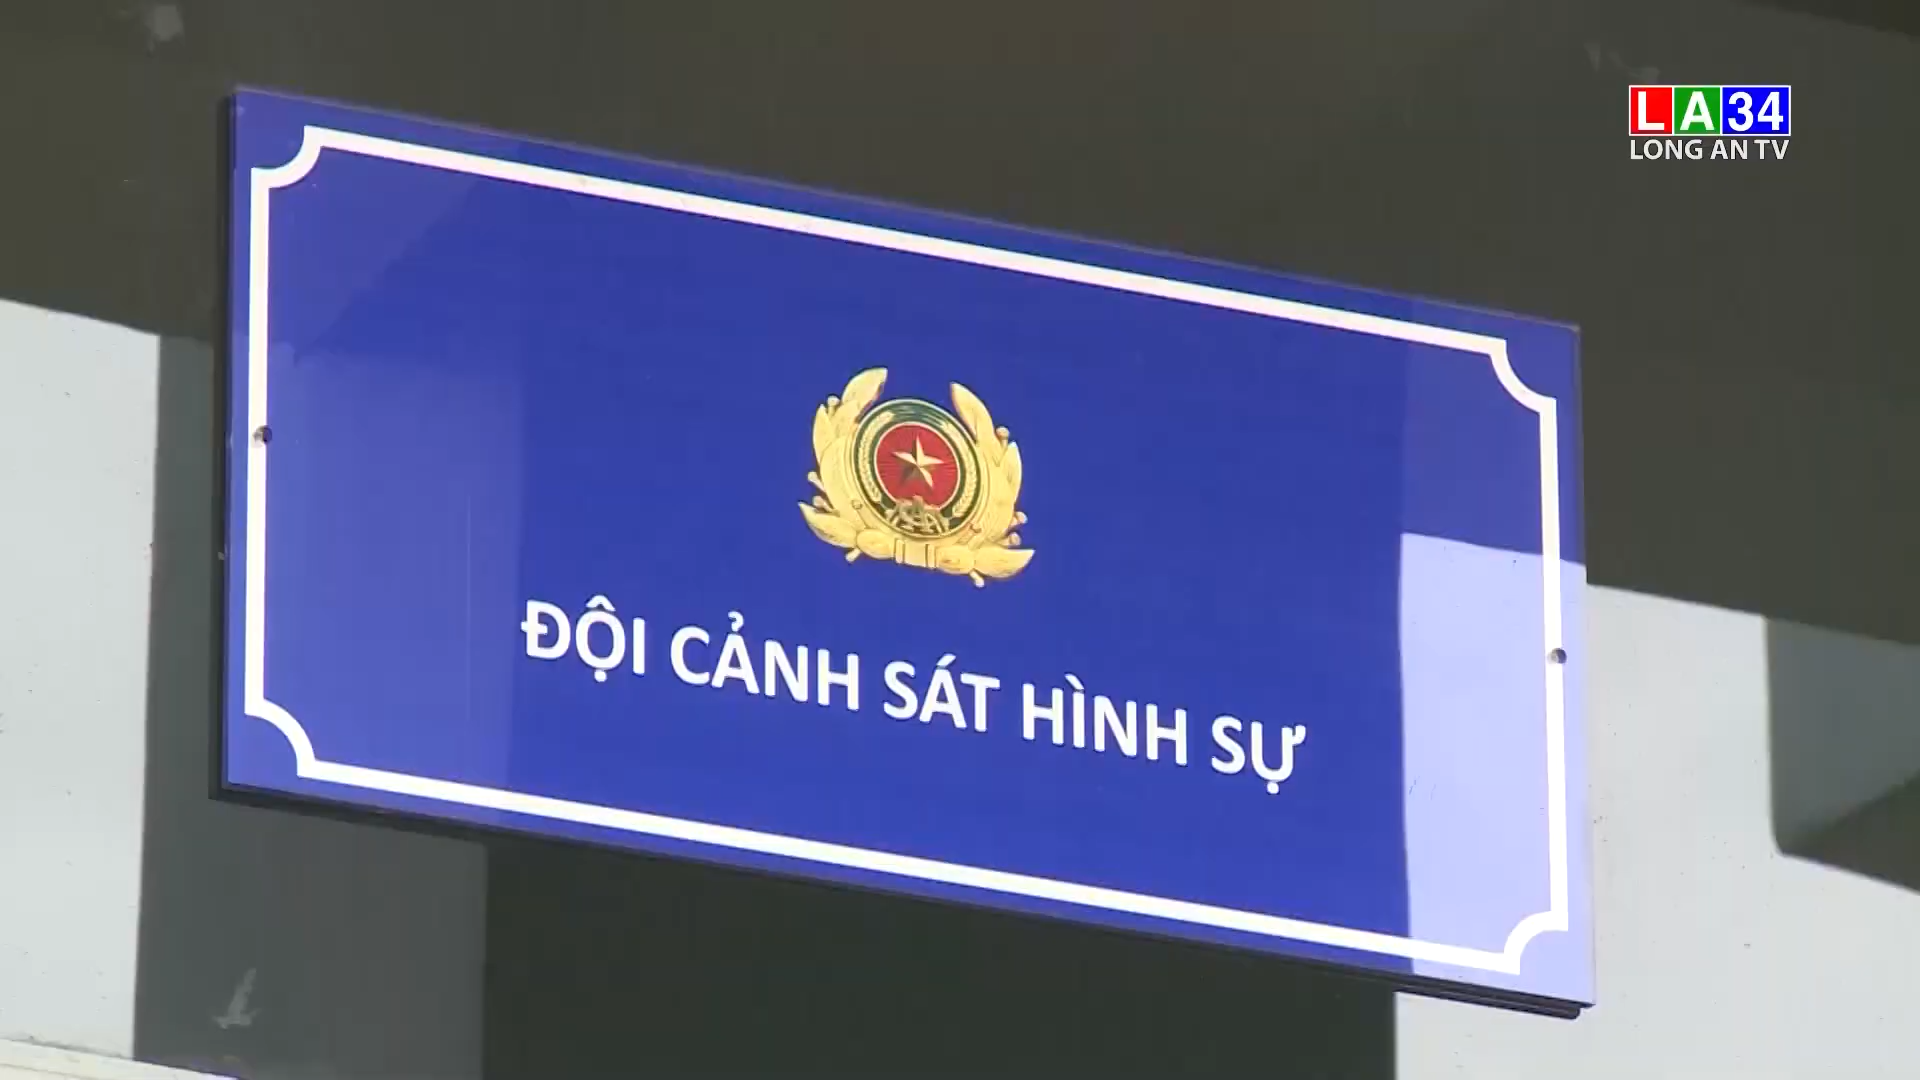 LA34
LONG AN TV
ĐỘI CẢNH SÁT HÌNH SỰ